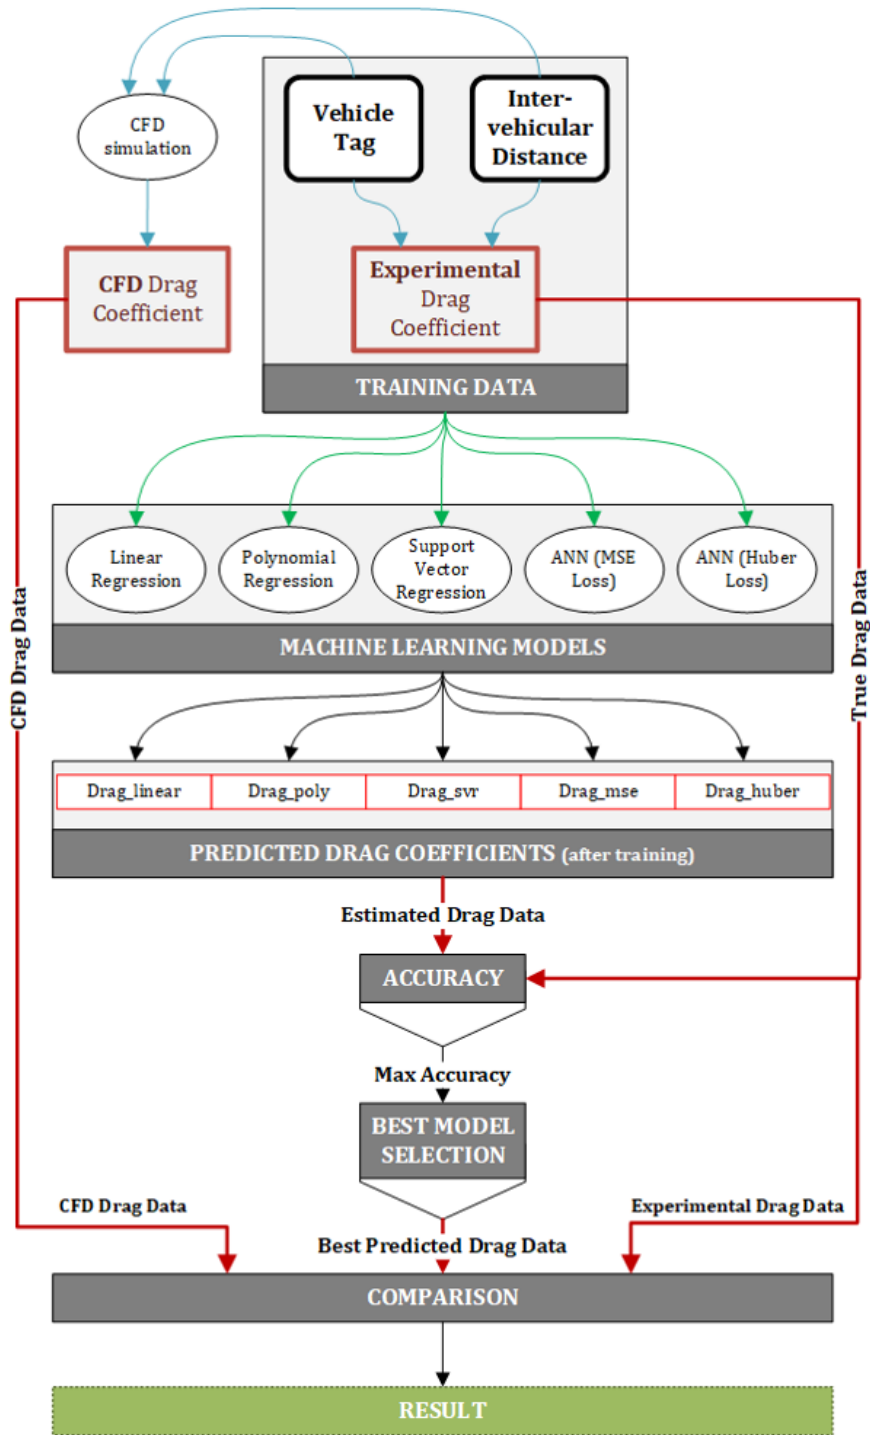 CFD
simulation
Vehicle
Tag
Inter-
vehicular
Distance
CFD Drag
Coefficient
Experimental
Drag
Coefficient
TRAINING DATA
Linear
Regression
Polynomial
Regression
Support
Vector
Regression
ANN (MSE
Loss)
ANN (Huber
Loss)
MACHINE LEARNING MODELS
CFD Drag Data
True Drag Data
Drag_linear
Drag_poly
Drag_svr
Drag_mse
Drag_huber
PREDICTED DRAG COEFFICIENTS (after training)
Estimated Drag Data
ACCURACY
Max Accuracy
BEST MODEL
SELECTION
CFD Drag Data
Experimental Drag Data
Best Predicted Drag Data
COMPARISON
RESULT